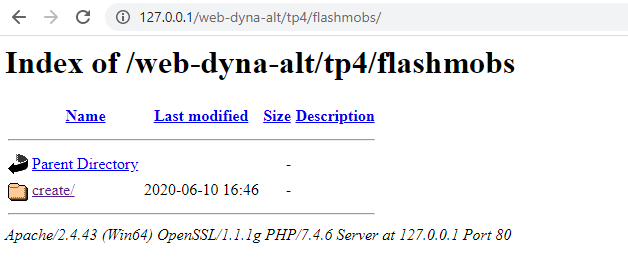 127.0.0.1/web-dyna-alt/tp4/flashmobs/
Index of /web-dyna-alt/tp4/flashmobs
Name Last modified Size Description
Parent Directory -
create/ 2020-06-10 16:46 -
Apache/2.4.43 (Win64) OpenSSL/1.1.1g PHP/7.4.6 Server at 127.0.0.1 Port 80